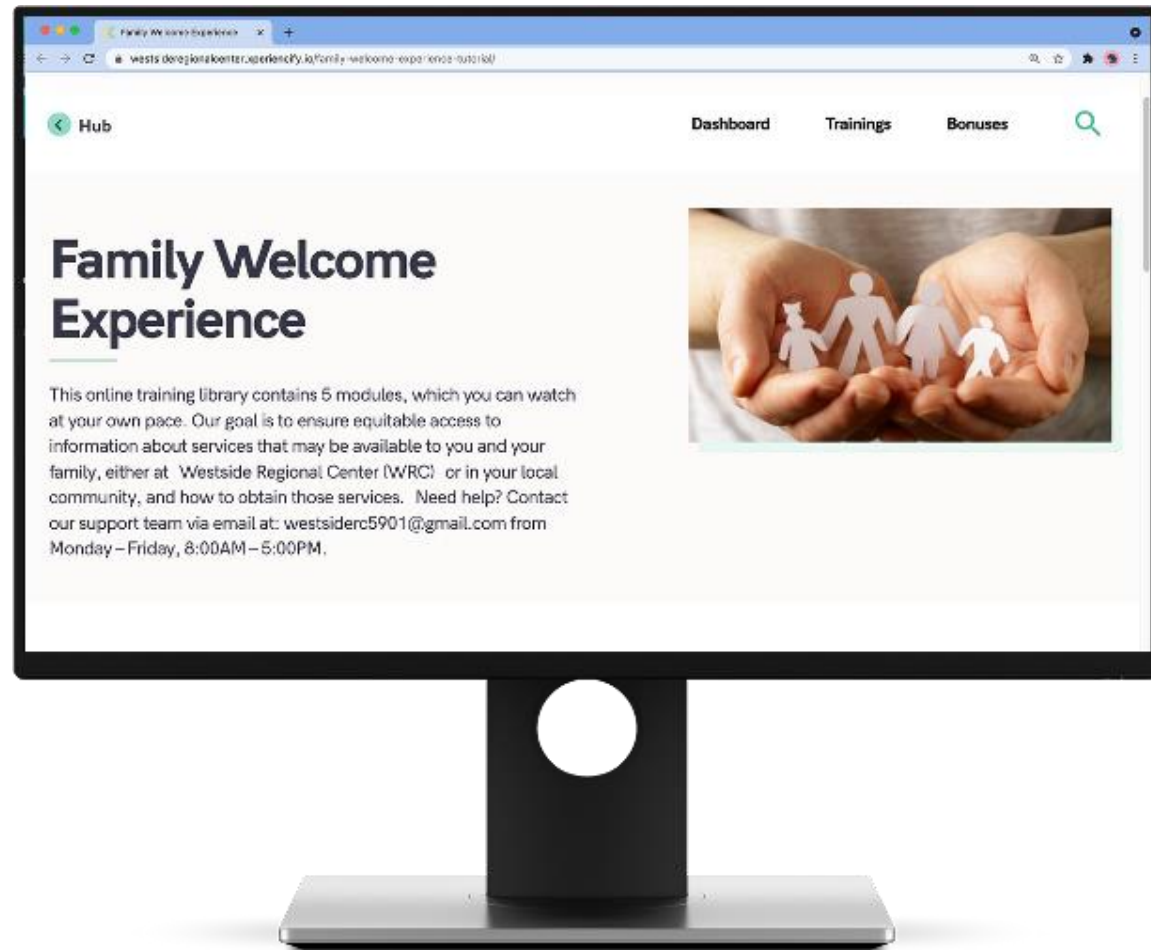 Family Welcome Experience
westsideregionalcenter.xperiencify.io/family-welcome-experience-tutorial/
Hub
Dashboard
Trainings
Bonuses
Family Welcome
Experience
This online training library contains 5 modules, which you can watch
at your own pace. Our goal is to ensure equitable access to
information about services that may be available to you and your
family, either at Westside Regional Center (WRC) or in your local
community, and how to obtain those services. Need help? Contact
our support team via email at: westsiderc5901@gmail.com from
Monday – Friday, 8:00AM – 5:00PM.